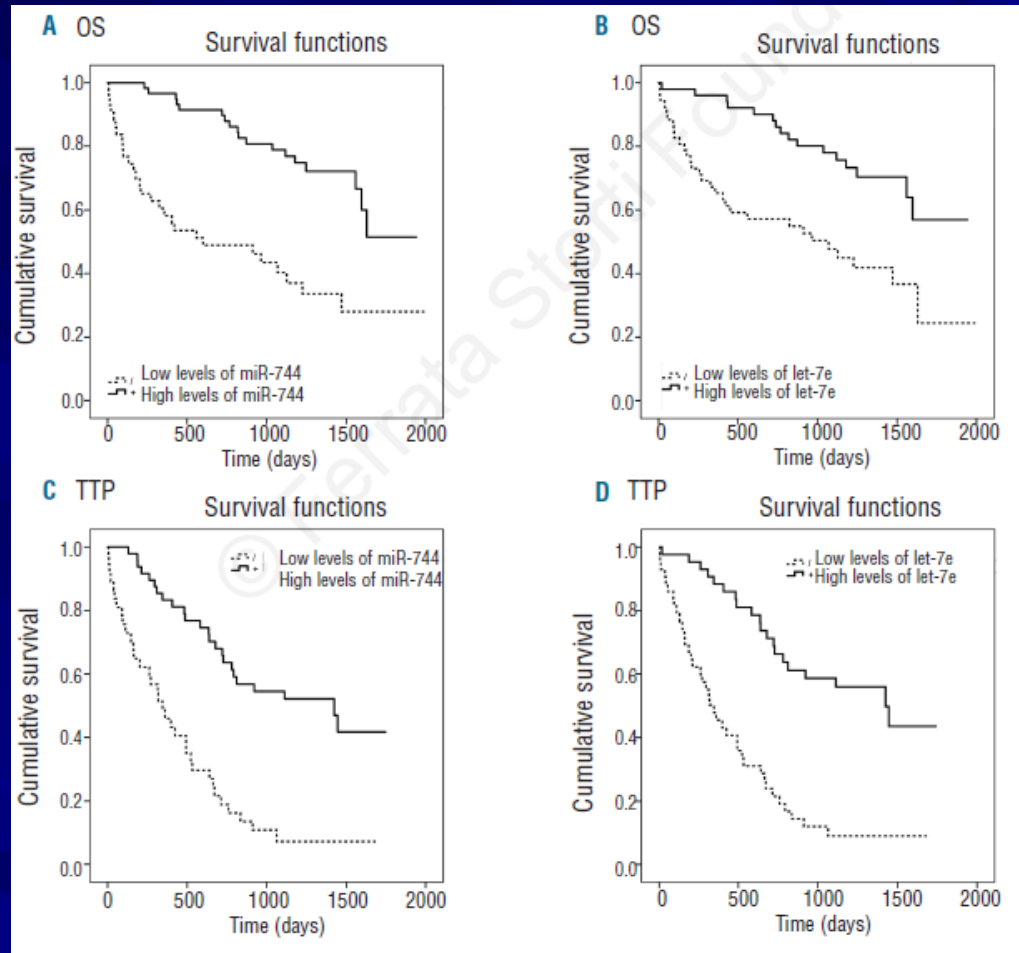 A OS
Survival functions
Cumulative survival
1.0
0.8
0.6
0.4
0.2
0.0
Low levels of miR-744
High levels of miR-744
0 500 1000 1500 2000
Time (days)
B OS
Survival functions
Cumulative survival
1.0
0.8
0.6
0.4
0.2
0.0
Low levels of let-7e
High levels of let-7e
0 500 1000 1500 2000
Time (days)
C TTP
Survival functions
Cumulative survival
1.0
0.8
0.6
0.4
0.2
0.0
Low levels of miR-744
High levels of miR-744
0 500 1000 1500 2000
Time (days)
D TTP
Survival functions
Cumulative survival
1.0
0.8
0.6
0.4
0.2
0.0
Low levels of let-7e
High levels of let-7e
0 500 1000 1500 2000
Time (days)
© Ferrata Storti Found